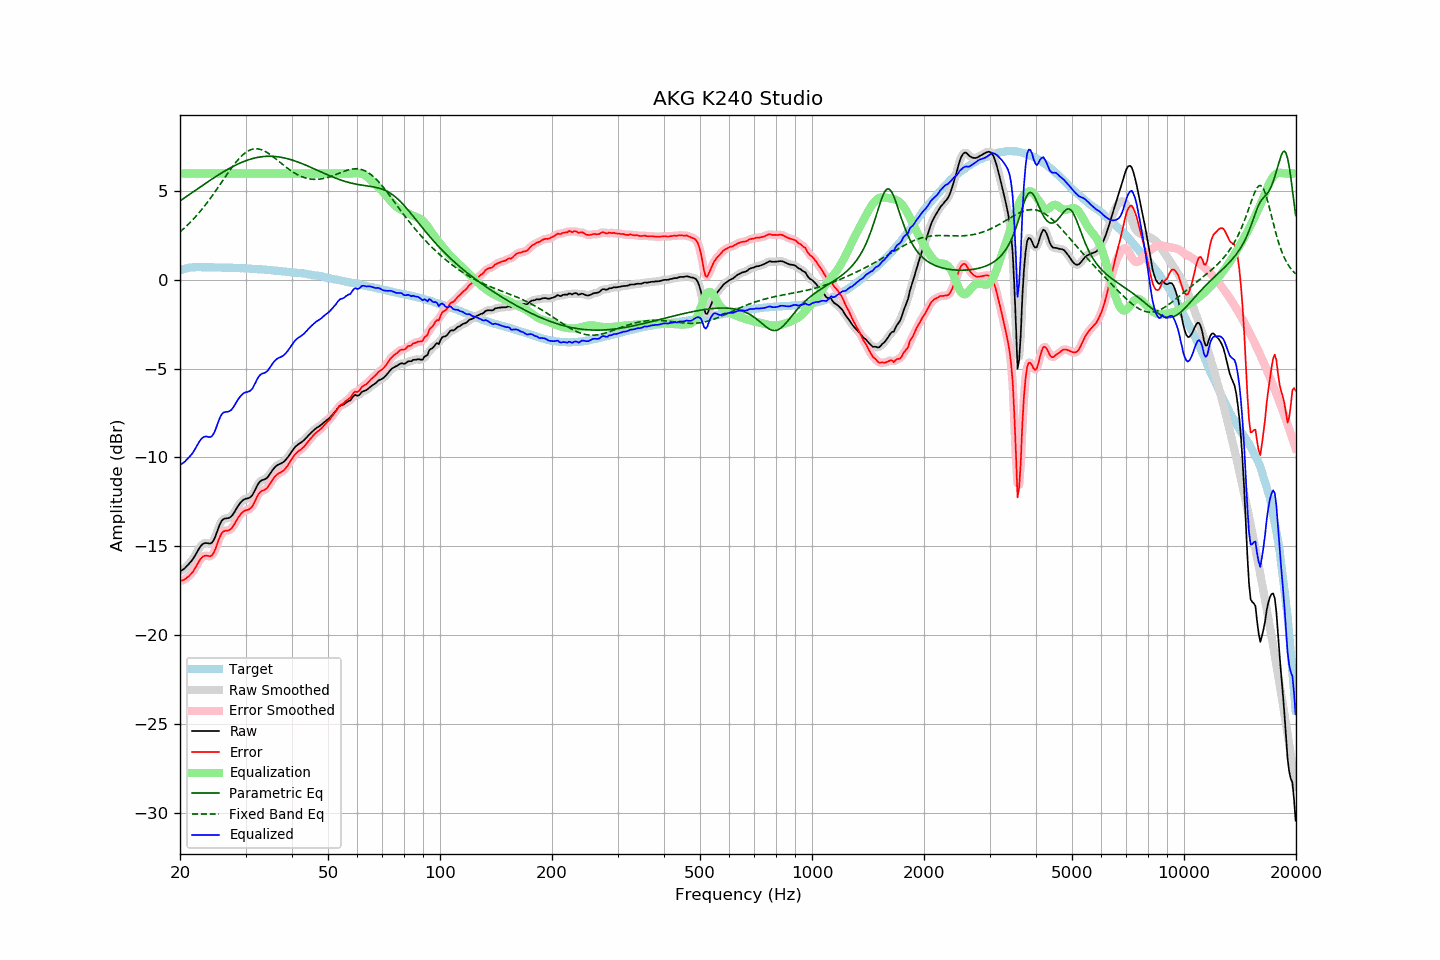 AKG K240 Studio
Amplitude (dBr)
5
0
−5
−10
−15
−20
−25
−30
Target
Raw Smoothed
Error Smoothed
Raw
Error
Equalization
Parametric Eq
Fixed Band Eq
Equalized
20 50 100 200 500 1000 2000 5000 10000 20000
Frequency (Hz)